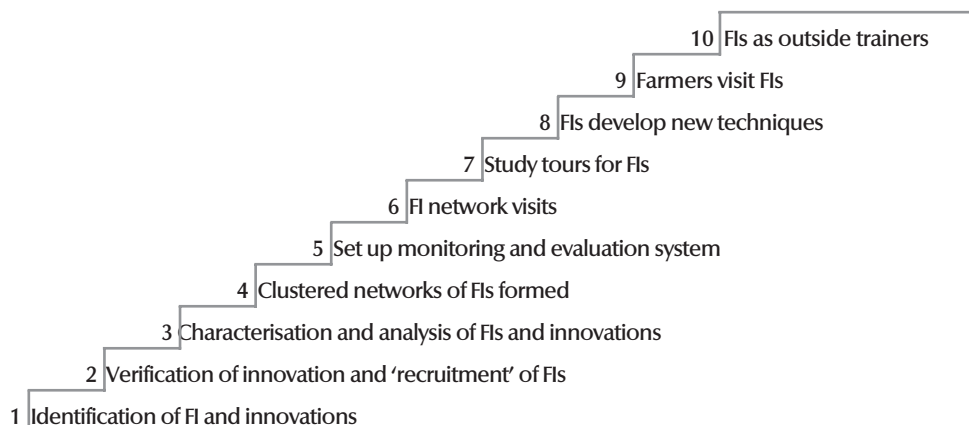 10 FIs as outside trainers
9 Farmers visit FIs
8 FIs develop new techniques
7 Study tours for FIs
6 FI network visits
5 Set up monitoring and evaluation system
4 Clustered networks of FIs formed
3 Characterisation and analysis of FIs and innovations
2 Verification of innovation and ‘recruitment’ of FIs
1 Identification of FI and innovations